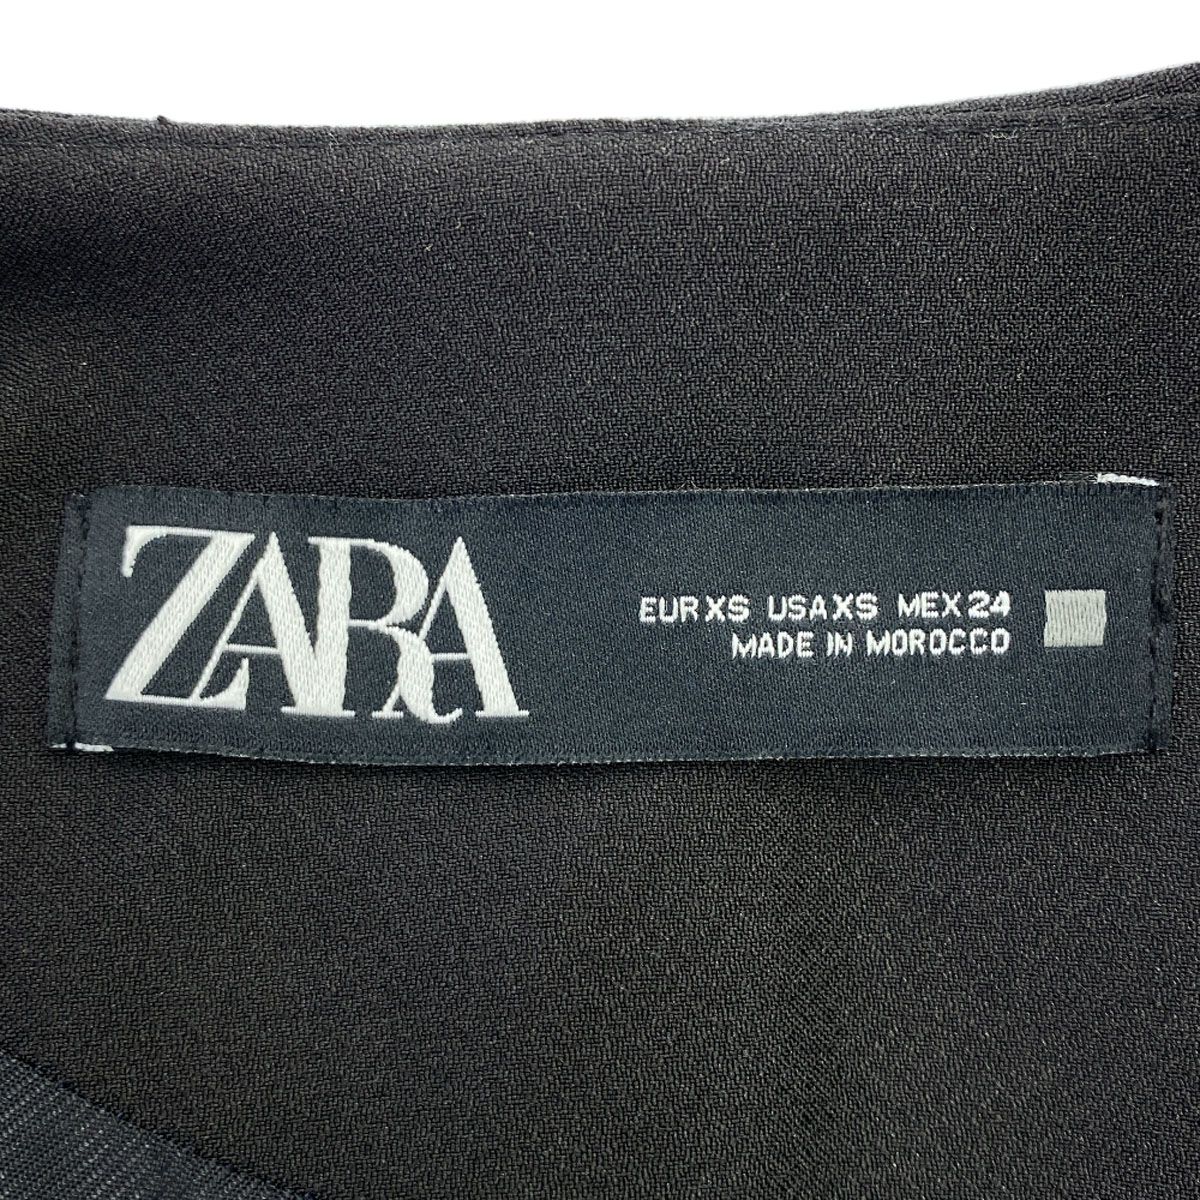 ZARA
EUR XS USA XS MEX 24
MADE IN MOROCCO